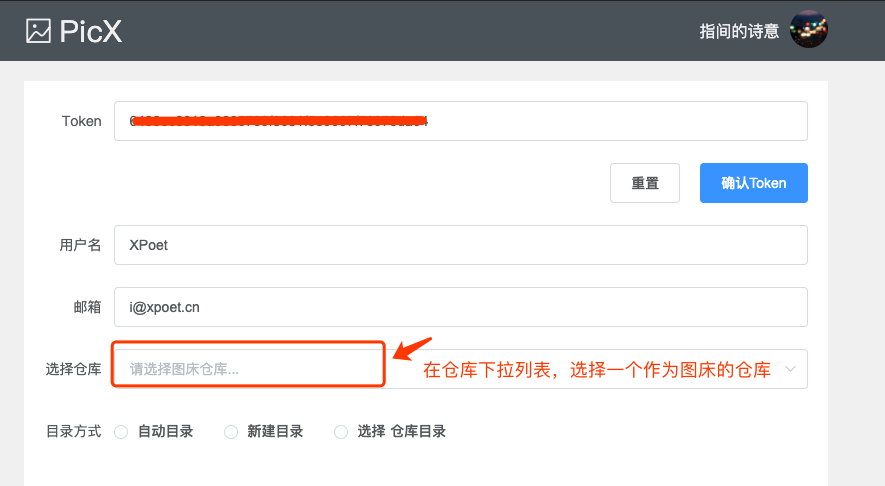 PicX
指间的诗意
Token
重置
确认Token
用户名
XPoet
邮箱
i@xpoet.cn
选择仓库
请选择图床仓库...
在仓库下拉列表，选择一个作为图床的仓库
目录方式
自动目录
新建目录
选择 仓库目录